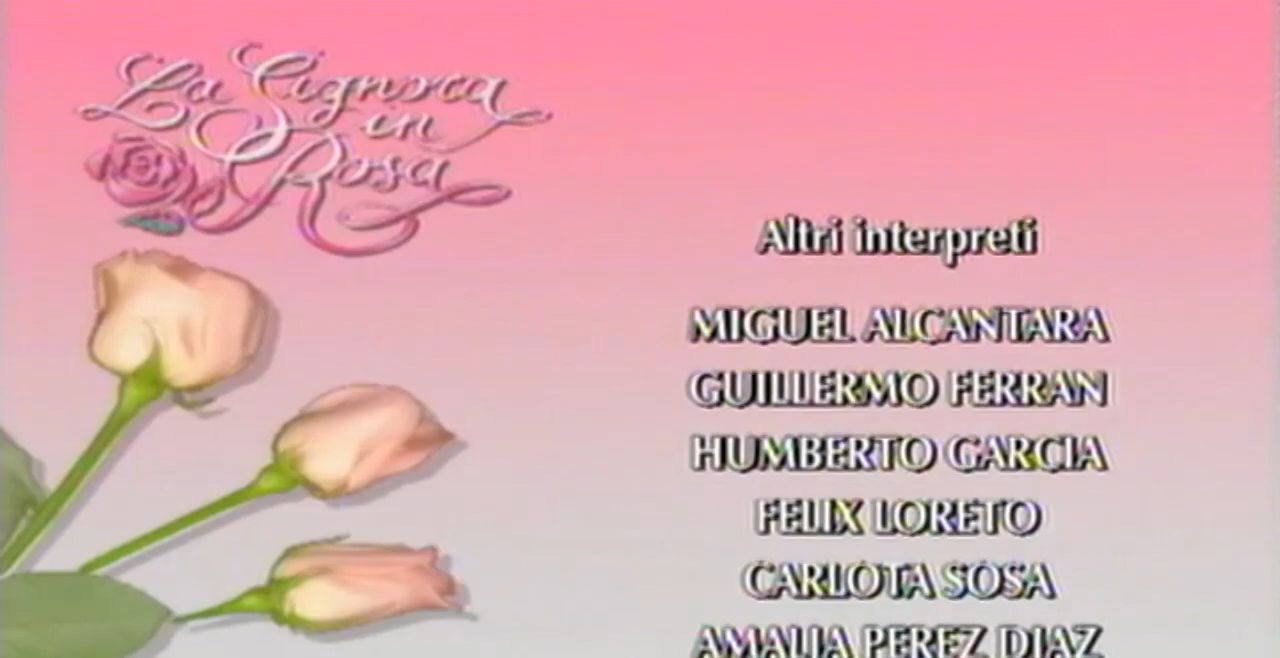 La Signora
in
Rosa
Altri interpreti
MIGUEL ALCANTARA
GUILLERMO FERRAN
HUMBERTO GARCIA
FELIX LORETO
CARLOTA SOSA
AMALIA PEREZ DIAZ